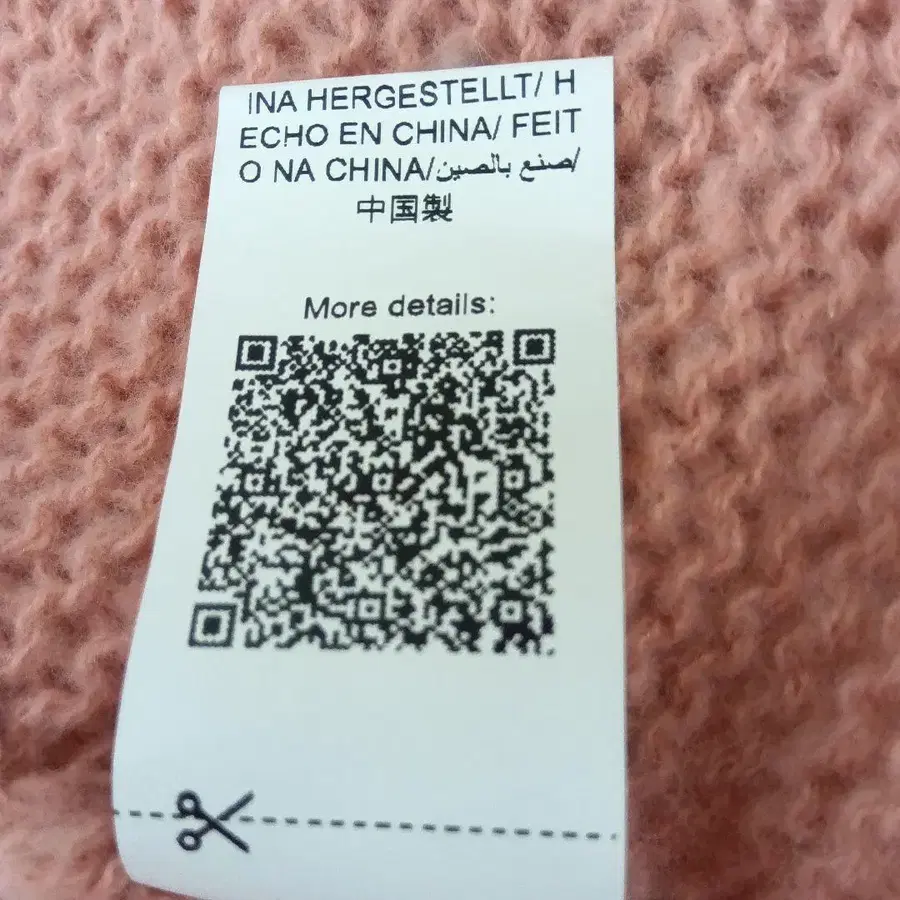 INA HERGESTELLT/ H
ECHO EN CHINA/ FEIT
O NA CHINA/صنع بالصين/
中国製
More details: